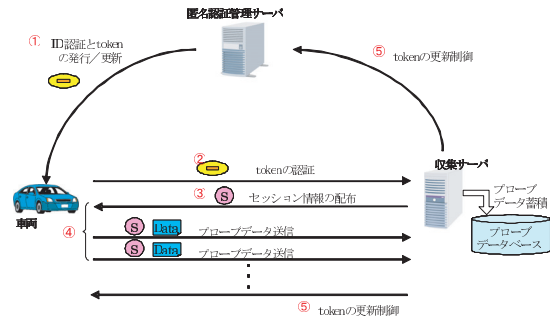 匿名認証管理サーバ
① ID認証とtoken
の発行／更新
⑤ tokenの更新制御
② tokenの認証
収集サーバ
③ S セッション情報の配布
プローブ
データ蓄積
車両
④
S Data プローブデータ送信
S Data プローブデータ送信
プローブ
データベース
⑤ tokenの更新制御